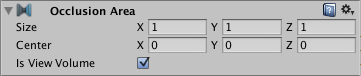 Occlusion Area
Size X 1 Y 1 Z 1
Center X 0 Y 0 Z 0
Is View Volume